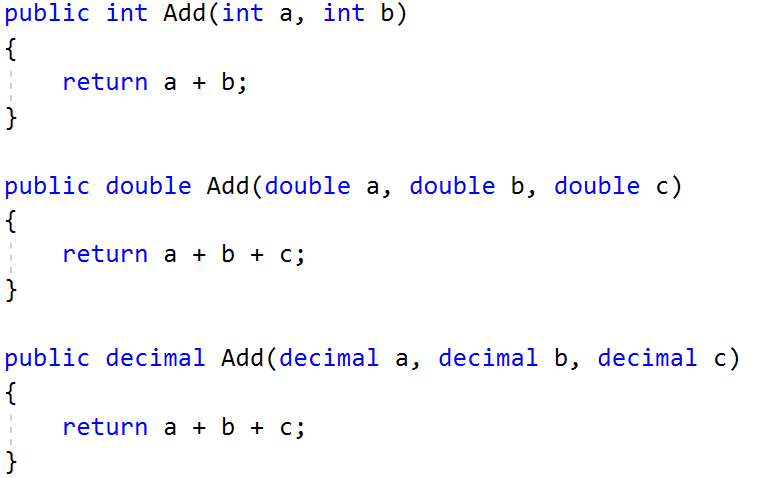 public int Add(int a, int b)
{
    return a + b;
}

public double Add(double a, double b, double c)
{
    return a + b + c;
}

public decimal Add(decimal a, decimal b, decimal c)
{
    return a + b + c;
}